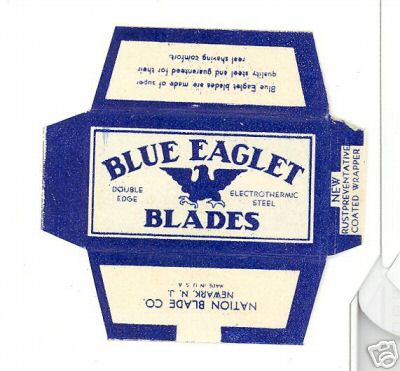 Blue Eaglet blades are made of super
quality steel and guaranteed for their
real shaving comfort.
BLUE EAGLET
DOUBLE
EDGE
ELECTROTHERMIC
STEEL
BLADES
NEW
RUSTPREVENTATIVE
COATED WRAPPER
NATION BLADE CO.
NEWARK, N. J.
MADE IN U S A